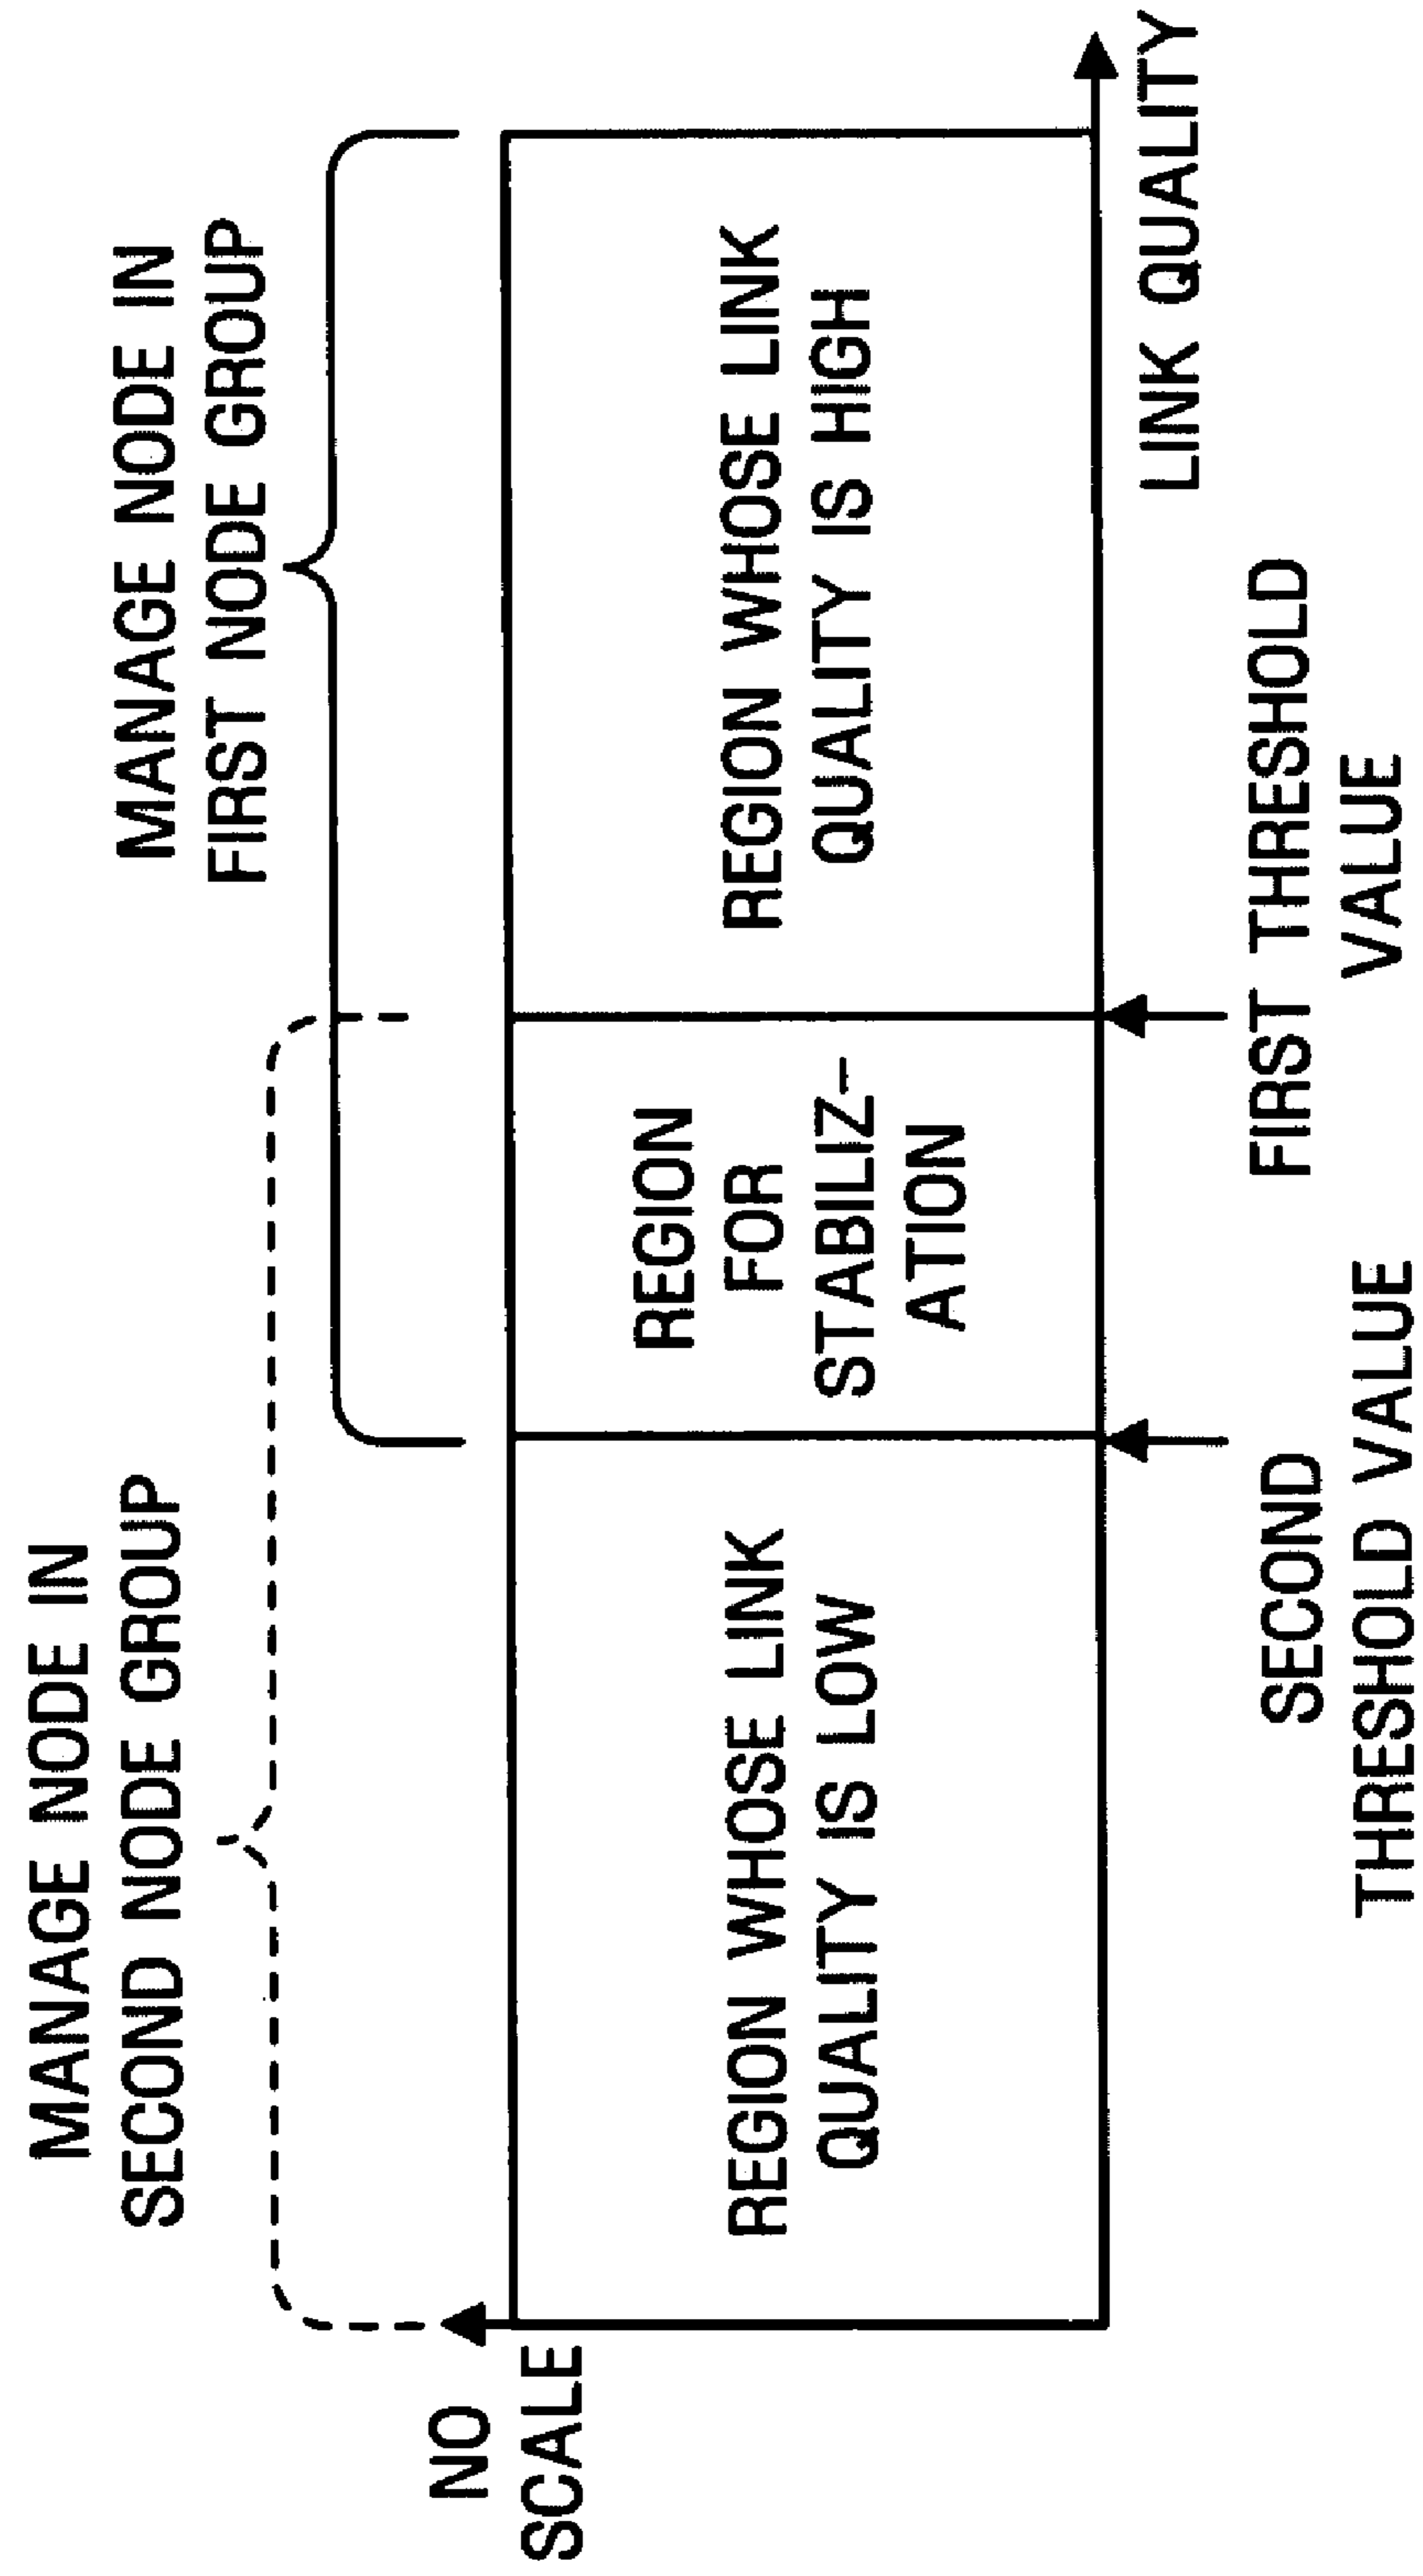 MANAGE NODE IN
SECOND NODE GROUP
MANAGE NODE IN
FIRST NODE GROUP
NO
SCALE
REGION WHOSE LINK
QUALITY IS LOW
REGION
FOR
STABILIZ-
ATION
REGION WHOSE LINK
QUALITY IS HIGH
LINK QUALITY
SECOND
THRESHOLD VALUE
FIRST THRESHOLD
VALUE